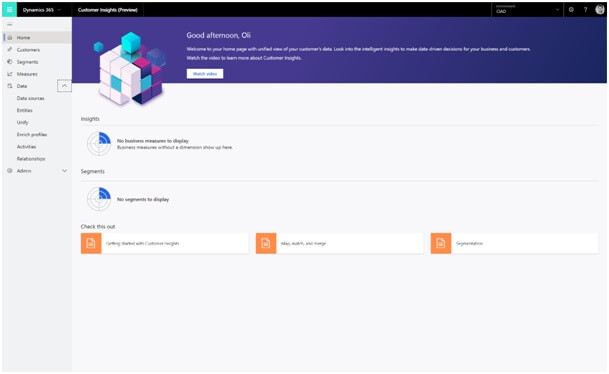 Dynamics 365
Customer Insights (Preview)
OAO
?
Home
Customers
Segments
Measures
Data
Data sources
Entities
Unify
Enrich profiles
Activities
Relationships
Admin
Good afternoon, Oli
Welcome to your home page with unified view of your customer's data. Look into the intelligent insights to make data-driven decisions for your business and customers.
Watch the video to learn more about Customer Insights.
Watch video
Insights
No business measures to display
Business measures without a dimension show up here.
Segments
No segments to display
Check this out
Getting started with Customer Insights
Map, match, and merge
Segmentation